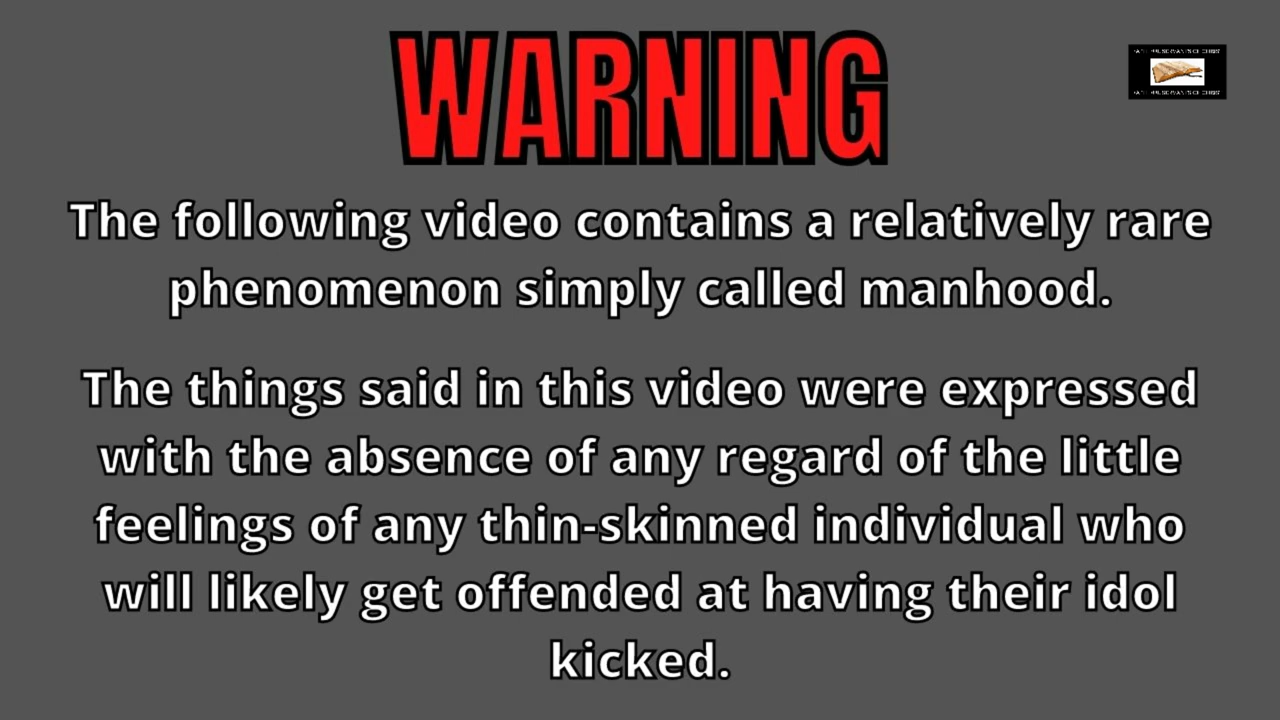 WARNING
The following video contains a relatively rare
phenomenon simply called manhood.
The things said in this video were expressed
with the absence of any regard of the little
feelings of any thin-skinned individual who
will likely get offended at having their idol
kicked.